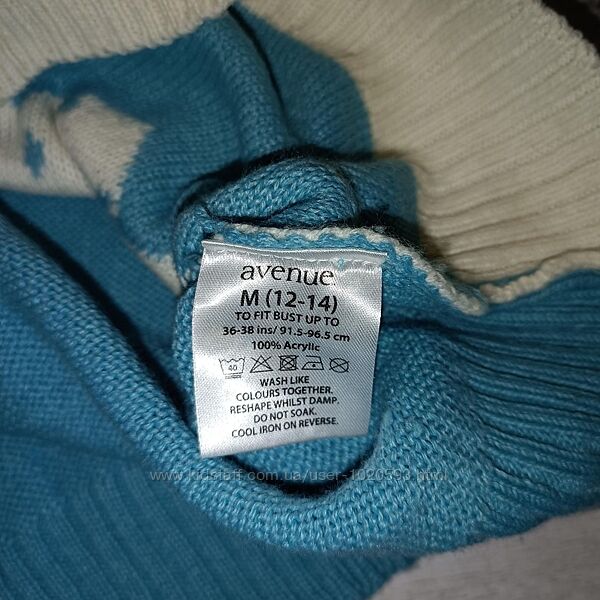 avenue
M (12-14)
TO FIT BUST UP TO
36-38 ins/ 91.5-96.5 cm
100% Acrylic
40
WASH LIKE
COLOURS TOGETHER.
RESHAPE WHILST DAMP.
DO NOT SOAK.
COOL IRON ON REVERSE.
www.kidstaff.com.ua/user-1020593.html